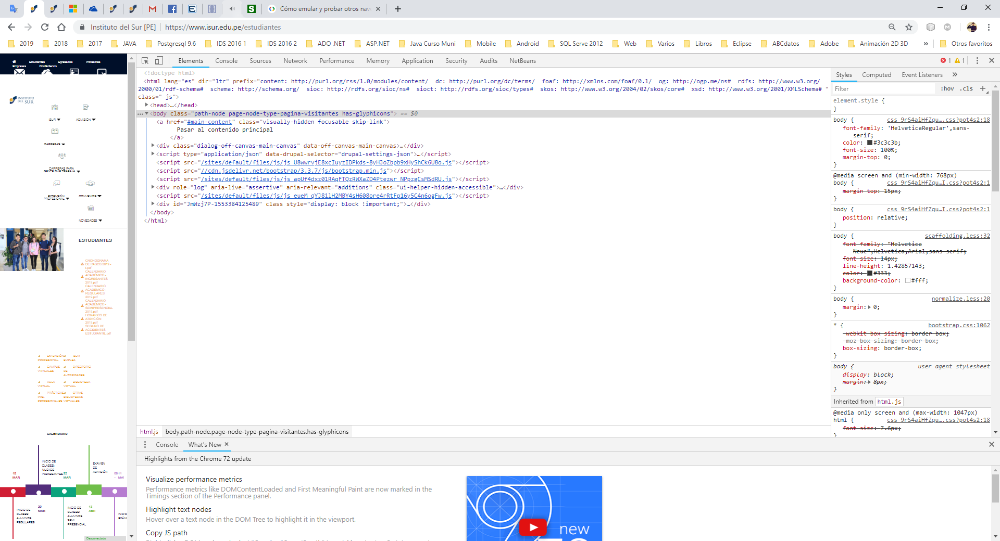 Cómo emular y probar otros nav
Instituto del Sur [PE]
https://www.isur.edu.pe/estudiantes
2019
2018
2017
JAVA
Postgresql 9.6
IDS 2016 1
IDS 2016 2
ADO .NET
ASP.NET
Java Curso Muni
Mobile
Android
SQL Serve 2012
Web
Varios
Libros
Eclipse
ABCdatos
Adobe
Animación 2D 3D
»
Otros favoritos
Estudiantes
Egresados
Profesores
Empresas
Contáctenos
INSTITUTO
DEL SUR
ISUR
ADMISIÓN
CARRERAS
CARRERAS PARA
GENTE QUE TRABAJA
EXTENSIÓN
PROFESIONAL
CONVENIOS
NOVEDADES
ESTUDIANTES
CRONOGRAMA
DE PAGOS 2019 -
I.pdf
CALENDARIO
ACADÉMICO -
INGRESANTES
2019.pdf
CALENDARIO
ACADÉMICO -
REGULARES
2019.pdf
CALENDARIO
ACADÉMICO -
SEMIPRESENCIAL
2019.pdf
HORARIOS DE
ATENCIÓN
2019.pdf
SEGURO DE
ACCIDENTES
ESTUDIANTIL.pdf
EXTENSIÓN
PROFESIONAL
ISUR
EMPLEA
CAMPUS
VIRTUALES
DIRECTORIO
DE
AUTORIDADES
AULA
VIRTUAL
BIBLIOTECA
VIRTUAL
PRÁCTICAS
PRE-
PROFESIONALES
OTRAS
BIBLIOTECAS
VIRTUALES
CALENDARIO
18
MAR
INICIO DE
CLASES:
NUEVOS
INGRESANTES
22
MAR
EXAMEN
DE
ADMISIÓN
INICIO DE
CLASES:
ALUMNOS
REGULARES
20
MAR
INICIO DE
CLASES:
ALUMNOS
SEMI
PRESENCIAL
13
ABR
Desconectado
Elements
Console
Sources
Network
Performance
Memory
Application
Security
Audits
NetBeans
1
1
<!doctype html>
<html lang="es" dir="ltr" prefix="content: http://purl.org/rss/1.0/modules/content/  dc: http://purl.org/dc/terms/  foaf: http://xmlns.com/foaf/0.1/  og: http://ogp.me/ns#  rdfs: http://www.w3.org/
2000/01/rdf-schema#  schema: http://schema.org/  sioc: http://rdfs.org/sioc/ns#  sioct: http://rdfs.org/sioc/types#  skos: http://www.w3.org/2004/02/skos/core#  xsd: http://www.w3.org/2001/XMLSchema# "
class=" js">
<head>…</head>
<body class="path-node page-node-type-pagina-visitantes has-glyphicons"> == $0
<a href="#main-content" class="visually-hidden focusable skip-link">
Pasar al contenido principal
</a>
<div class="dialog-off-canvas-main-canvas" data-off-canvas-main-canvas>…</div>
<script type="application/json" data-drupal-selector="drupal-settings-json">…</script>
<script src="/sites/default/files/js/js_U8wwrvjE8xcIuyzIDPkds-8yHJoZbpb9xHyShCk6U8o.js"></script>
<script src="//cdn.jsdelivr.net/bootstrap/3.3.7/js/bootstrap.min.js"></script>
<script src="/sites/default/files/js/js_apUf4dxz01RAqFTQzRWXaZD4Ptezwr_NPpzgCsMSdRU.js"></script>
<div role="log" aria-live="assertive" aria-relevant="additions" class="ui-helper-hidden-accessible">…</div>
<script src="/sites/default/files/js/js_eueM_qYJ81lH2MBY4sH608ore4rRtFp16y5C4n6ogFw.js"></script>
<div id="JmWzj7P-1553384125489" class style="display: block !important;">…</div>
</body>
</html>
html.js
body.path-node.page-node-type-pagina-visitantes.has-glyphicons
Styles
Computed
Event Listeners
»
Filter
:hov
.cls
+
element.style {
}
body {
css_9rS4aiHfZqu….css?pot4s2:18
font-family: 'HelveticaRegular',sans-
serif;
color: #3c3c3b;
font-size: 100%;
margin-top: 0;
}
@media screen and (min-width: 768px)
body {
css_9rS4aiHfZqu…I.css?pot4s2:1
margin-top: 15px;
}
body {
css_9rS4aiHfZqu…I.css?pot4s2:1
position: relative;
}
body {
scaffolding.less:32
font-family: "Helvetica
Neue",Helvetica,Arial,sans-serif;
font-size: 14px;
line-height: 1.42857143;
color: #333;
background-color: #fff;
}
body {
normalize.less:20
margin: 0;
}
* {
bootstrap.css:1062
-webkit-box-sizing: border-box;
-moz-box-sizing: border-box;
box-sizing: border-box;
}
body {
user agent stylesheet
display: block;
margin: 8px;
}
Inherited from html.js
@media only screen and (max-width: 1047px)
html {
css_9rS4aiHfZqu….css?pot4s2:18
font-size: 7.6px;
}
Console
What's New
Highlights from the Chrome 72 update
Visualize performance metrics
Performance metrics like DOMContentLoaded and First Meaningful Paint are now marked in the
Timings section of the Performance panel.
Highlight text nodes
Hover over a text node in the DOM Tree to highlight it in the viewport.
Copy JS path
new